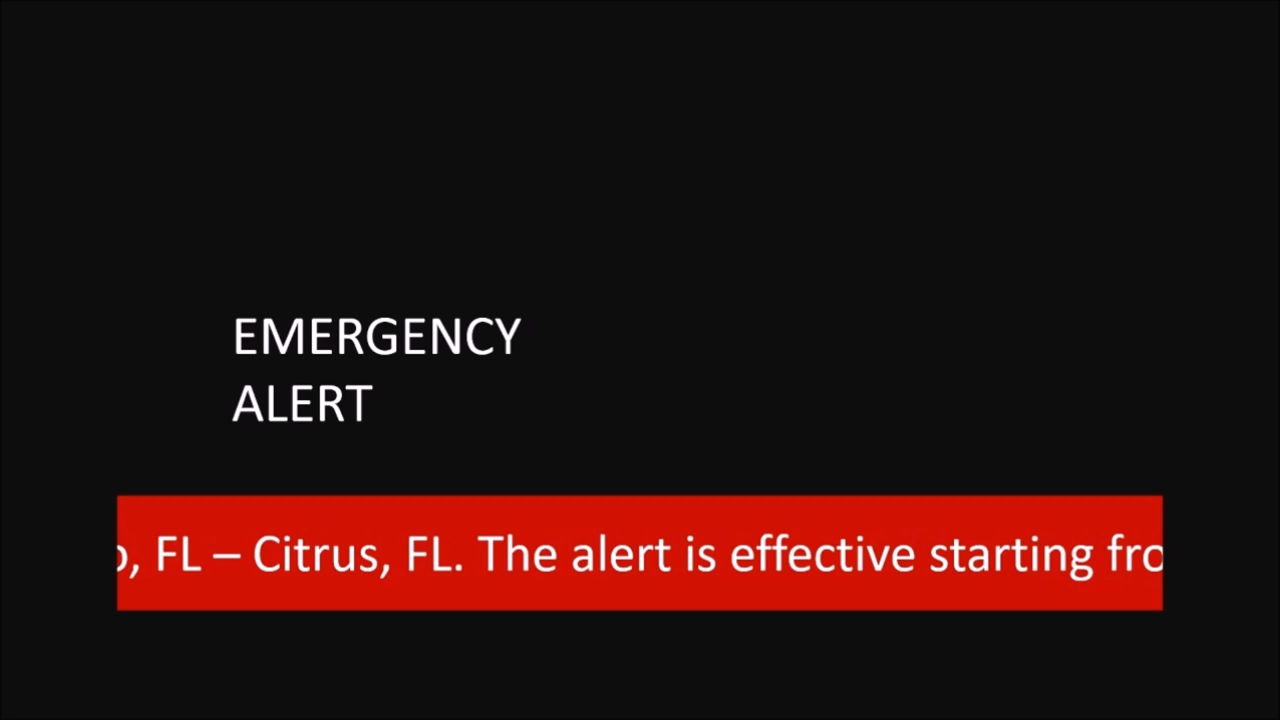 EMERGENCY
ALERT
, FL – Citrus, FL. The alert is effective starting